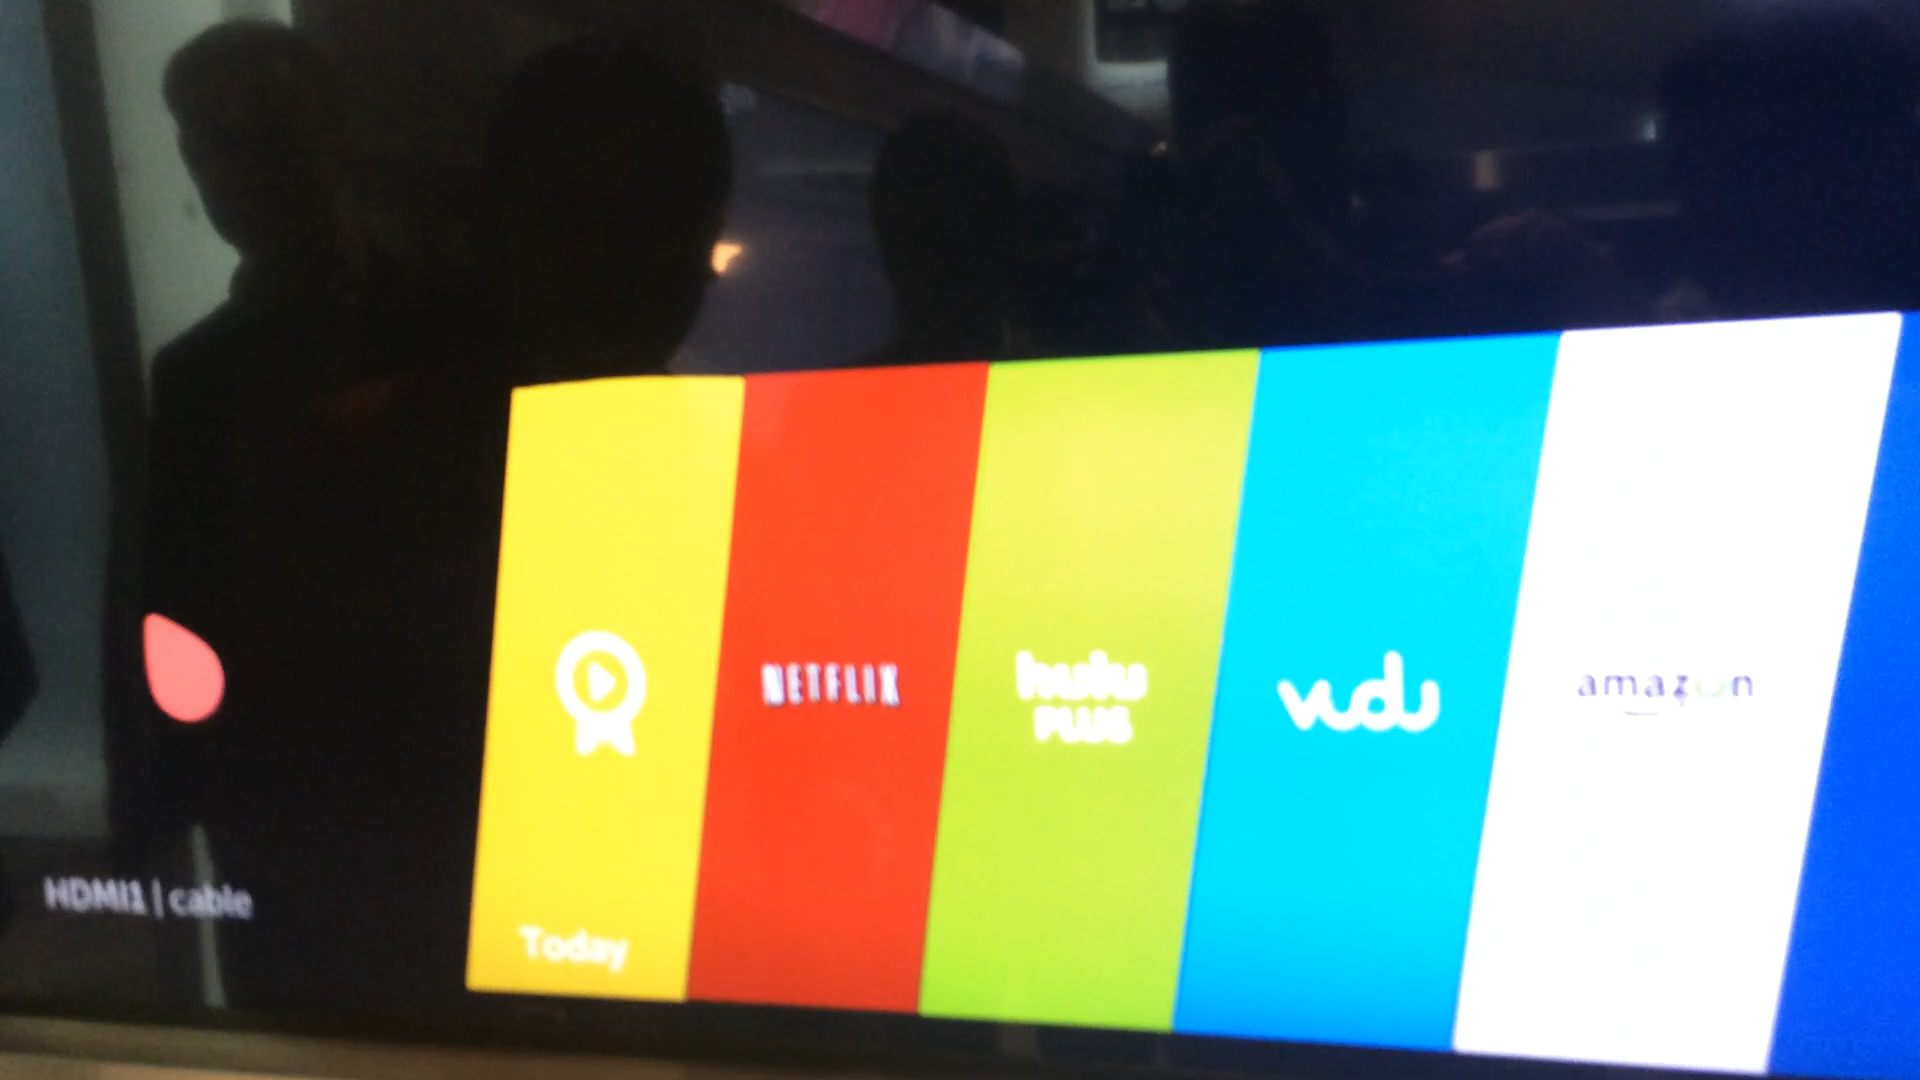 NETFLIX
hulu
PLUS
vudu
amazon
HDMI1 | cable
Today